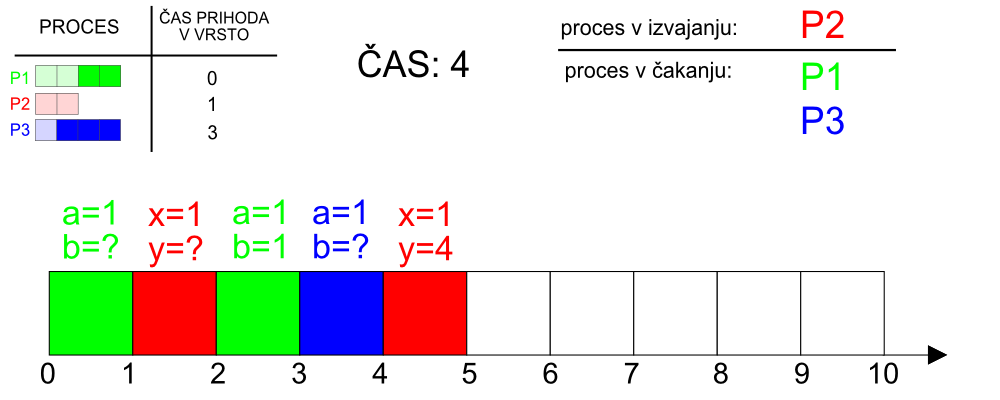 PROCES
ČAS PRIHODA
V VRSTO
P1
0
P2
1
P3
3
ČAS: 4
proces v izvajanju:
P2
proces v čakanju:
P1
P3
a=1
b=?
x=1
y=?
a=1
b=1
a=1
b=?
x=1
y=4
0 1 2 3 4 5 6 7 8 9 10